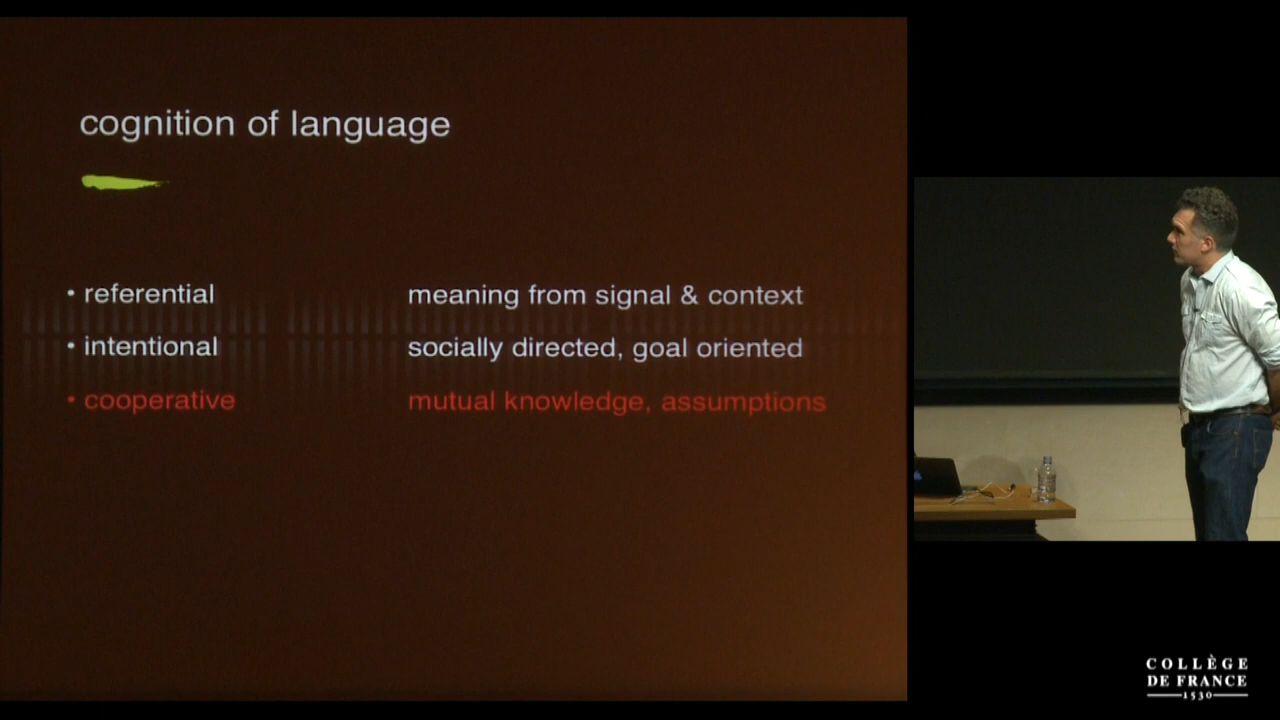 cognition of language
• referential meaning from signal & context
• intentional socially directed, goal oriented
• cooperative mutual knowledge, assumptions
COLLÈGE
DE FRANCE
1530